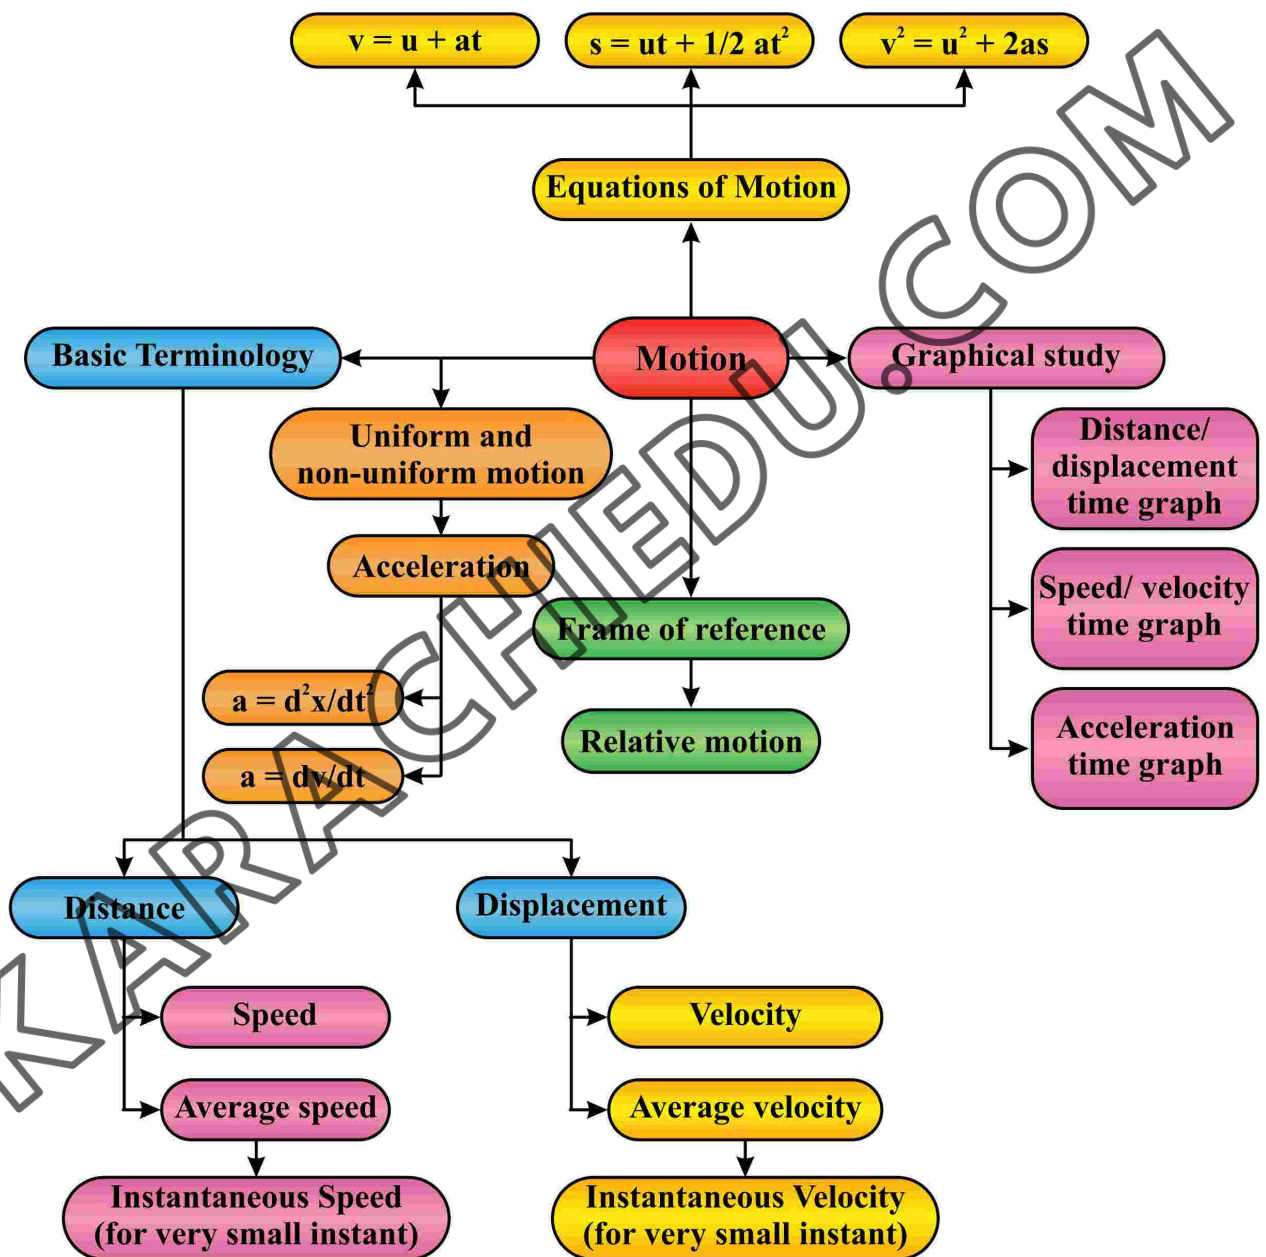 v = u + at
s = ut + 1/2 at²
v² = u² + 2as
Equations of Motion
Basic Terminology
Motion
Graphical study
Uniform and
non-uniform motion
Acceleration
a = d²x/dt²
a = dv/dt
Frame of reference
Relative motion
Distance/
displacement
time graph
Speed/ velocity
time graph
Acceleration
time graph
Distance
Displacement
Speed
Average speed
Instantaneous Speed
(for very small instant)
Velocity
Average velocity
Instantaneous Velocity
(for very small instant)
KARACHIEDU.COM